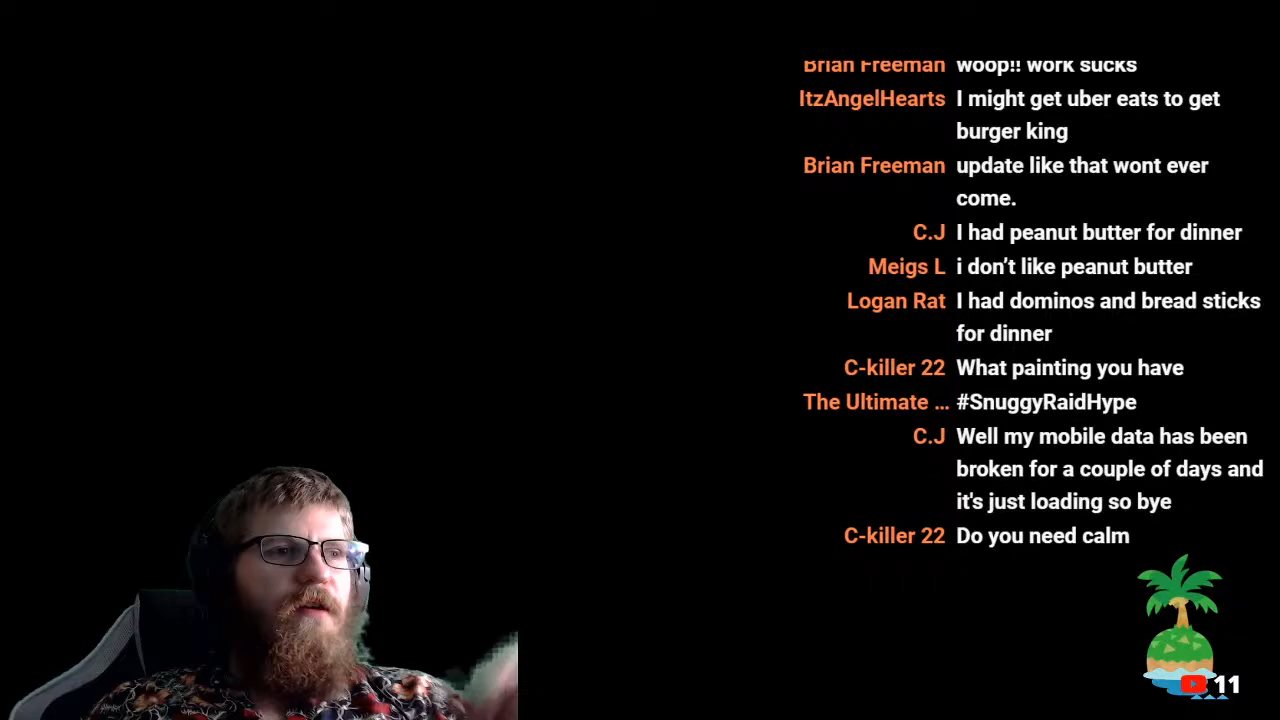 Brian Freeman woop!! work sucks
ItzAngelHearts I might get uber eats to get
burger king
Brian Freeman update like that wont ever
come.
C.J I had peanut butter for dinner
Meigs L i don’t like peanut butter
Logan Rat I had dominos and bread sticks
for dinner
C-killer 22 What painting you have
The Ultimate ... #SnuggyRaidHype
C.J Well my mobile data has been
broken for a couple of days and
it's just loading so bye
C-killer 22 Do you need calm
11